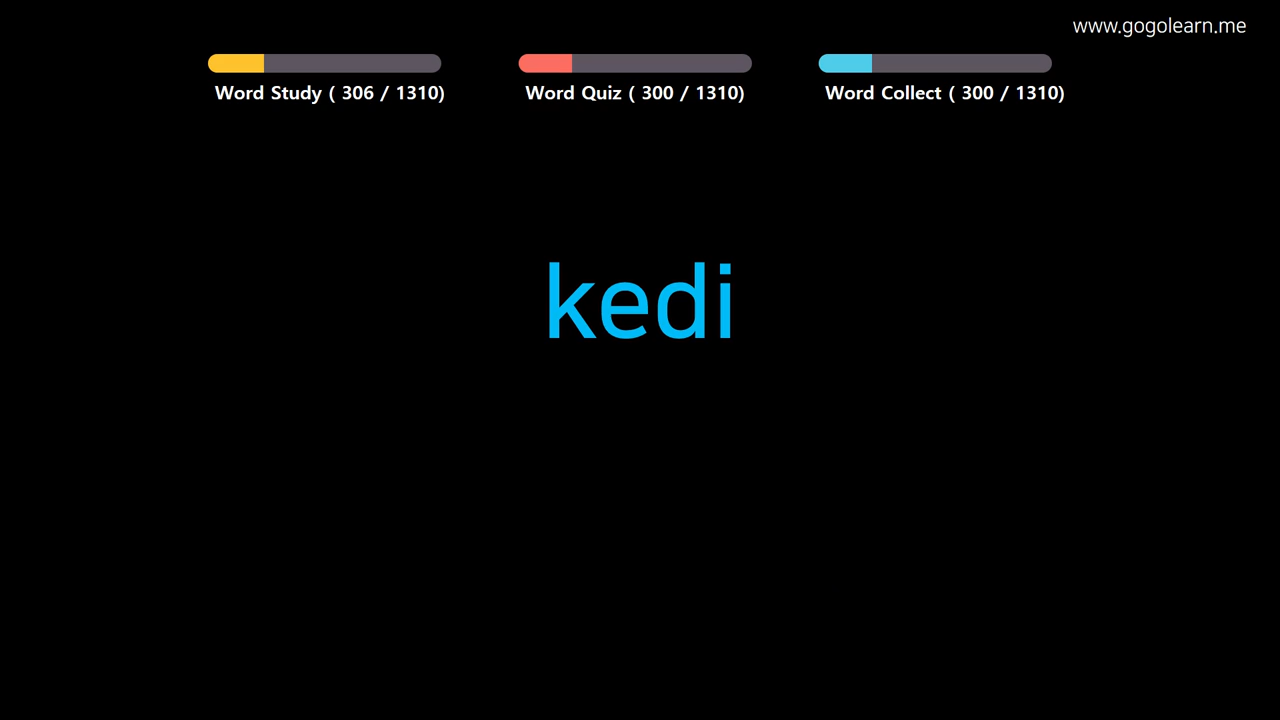 www.gogolearn.me
Word Study ( 306 / 1310)
Word Quiz ( 300 / 1310)
Word Collect ( 300 / 1310)
kedi